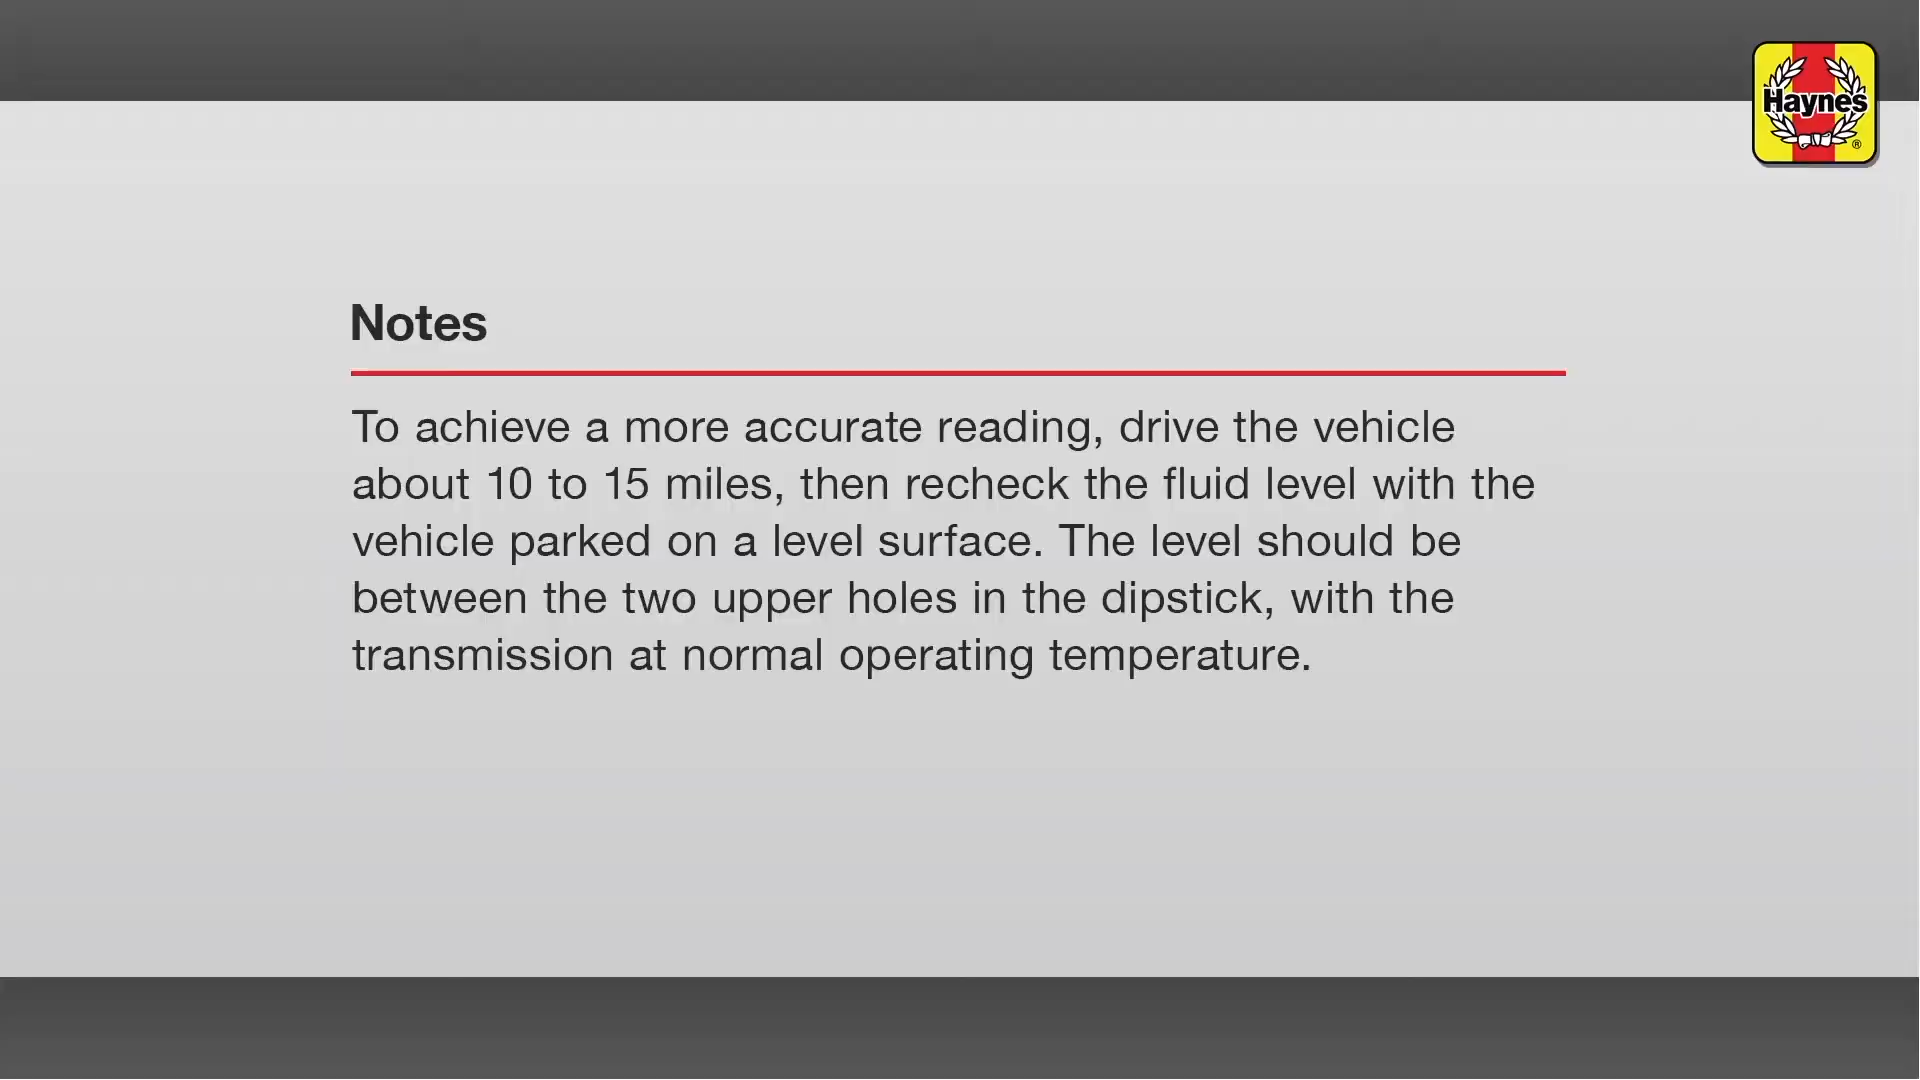 Haynes
®
Notes
To achieve a more accurate reading, drive the vehicle
about 10 to 15 miles, then recheck the fluid level with the
vehicle parked on a level surface. The level should be
between the two upper holes in the dipstick, with the
transmission at normal operating temperature.